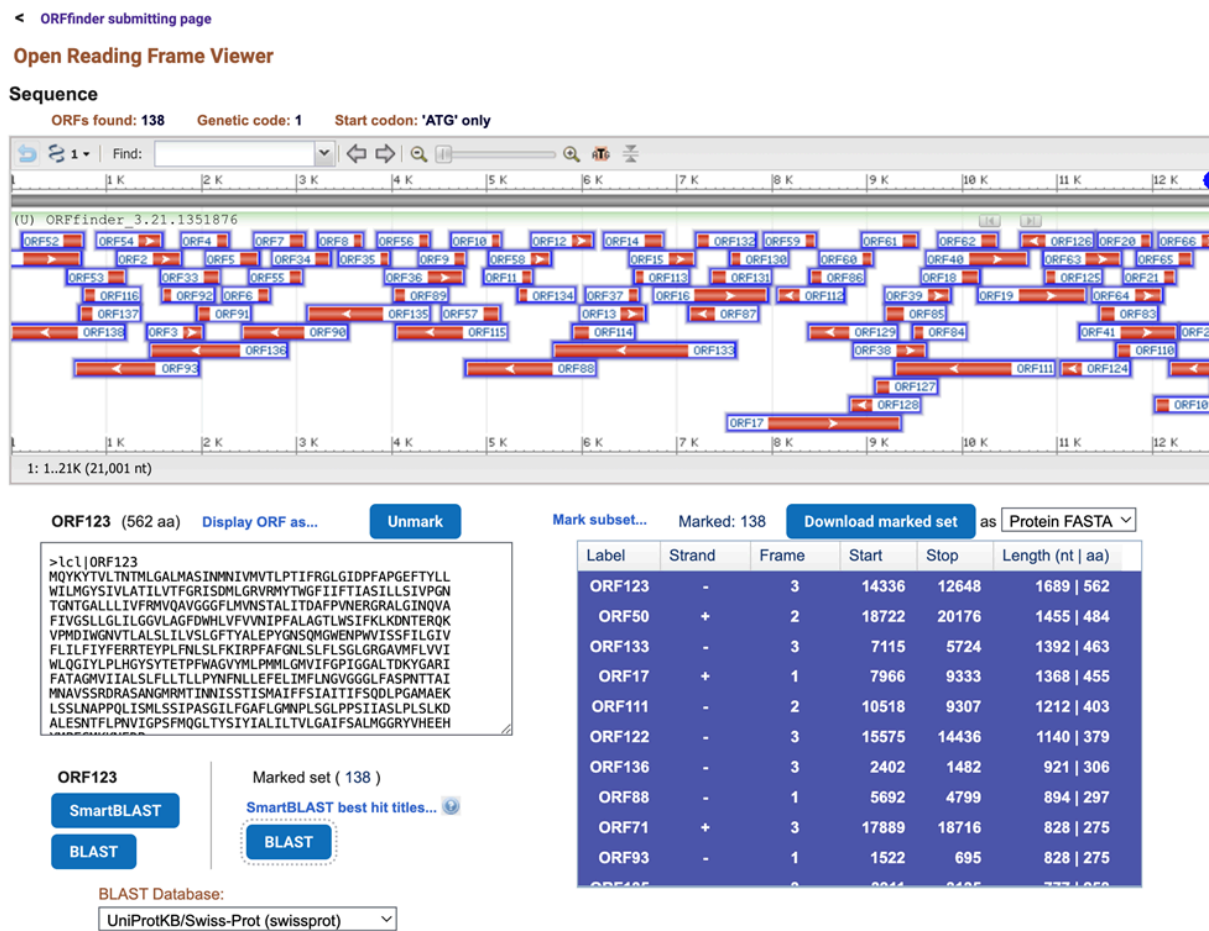 < ORFfinder submitting page
Open Reading Frame Viewer
Sequence
ORFs found: 138 Genetic code: 1 Start codon: 'ATG' only
1 Find:
1 1 K 2 K 3 K 4 K 5 K 6 K 7 K 8 K 9 K 10 K 11 K 12 K
(U) ORFfinder_3.21.1351876
ORF52 ORF54 ORF4 ORF7 ORF8 ORF56 ORF10 ORF12 ORF14 ORF132 ORF59 ORF61 ORF62 ORF126 ORF20 ORF66
ORF2 ORF5 ORF34 ORF35 ORF9 ORF58 ORF15 ORF130 ORF60 ORF40 ORF63 ORF65
ORF53 ORF33 ORF55 ORF36 ORF11 ORF113 ORF131 ORF86 ORF18 ORF125 ORF21
ORF116 ORF92 ORF6 ORF89 ORF134 ORF37 ORF16 ORF112 ORF39 ORF19 ORF64
ORF137 ORF91 ORF135 ORF57 ORF13 ORF87 ORF85 ORF83
ORF138 ORF3 ORF90 ORF115 ORF114 ORF129 ORF84 ORF41
ORF136 ORF133 ORF38 ORF110
ORF93 ORF88 ORF111 ORF124
ORF127
ORF128
ORF17
1 1 K 2 K 3 K 4 K 5 K 6 K 7 K 8 K 9 K 10 K 11 K 12 K
1: 1..21K (21,001 nt)
ORF123 (562 aa) Display ORF as... Unmark
>lcl|ORF123
MQYKYTVLTNTMLGALMASINMNIVMVTLPTIFRGLGIDPFAPGEFTYLL
WILMGYSIVLATILVTFGRISDMLGRVRMYTWGFIIFTIASILLSIVPGN
TGNTGALLLIVFRMVQAVGGGFLMVNSTALITDAFPVNERGRALGINQVA
FIVGSLLGLILGGVLAGFDWHLVFVVNIPFALAGTLWSIFKLKDNTERQK
VPMDIWGNVTLALSLILVSLGFTYALEPYGNSQMGWENPWVISSFILGIV
FLILFIYFERRTEYPLFNLSLFKIRPFAFGNLSLFLSGLGRGAVMFLVVI
WLQGIYLPLHGYSYTETPFWAGVYMLPMMLGMVIFGPIGGALTDKYGARI
FATAGMVIIALSLFLLTLLPYNFNLLEFELIMFLNGVGGGLFASPNTTAI
MNAVSSRDRASANGMRMTINNISSTISMAIFFSIAITIFSQDLPGAMAEK
LSSLNAPPQLISMLSSIPASGILFGAFLGMNPLSGLPPSIIASLPLSLKD
ALESNTFLPNVIGPSFMQGLTYSIYIALILTVLGAIFSALMGGRYVHEEH
Mark subset... Marked: 138 Download marked set as Protein FASTA
Label Strand Frame Start Stop Length (nt | aa)
ORF123 - 3 14336 12648 1689 | 562
ORF50 + 2 18722 20176 1455 | 484
ORF133 - 3 7115 5724 1392 | 463
ORF17 + 1 7966 9333 1368 | 455
ORF111 - 2 10518 9307 1212 | 403
ORF122 - 3 15575 14436 1140 | 379
ORF136 - 3 2402 1482 921 | 306
ORF88 - 1 5692 4799 894 | 297
ORF71 + 3 17889 18716 828 | 275
ORF93 - 1 1522 695 828 | 275
ORF123
SmartBLAST
BLAST
Marked set ( 138 )
SmartBLAST best hit titles...
BLAST
BLAST Database:
UniProtKB/Swiss-Prot (swissprot)